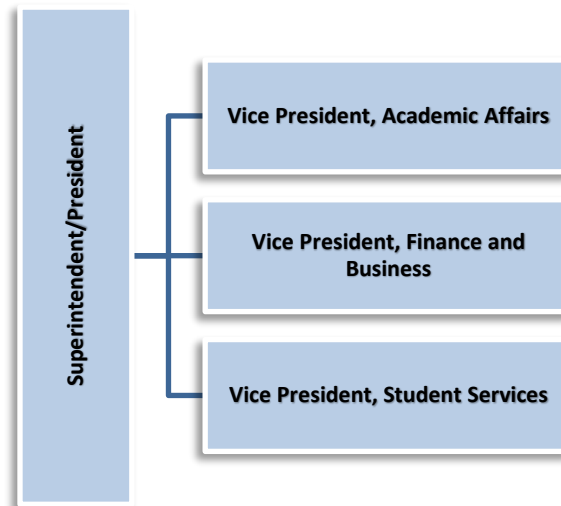 Superintendent/President
Vice President, Academic Affairs
Vice President, Finance and
Business
Vice President, Student Services